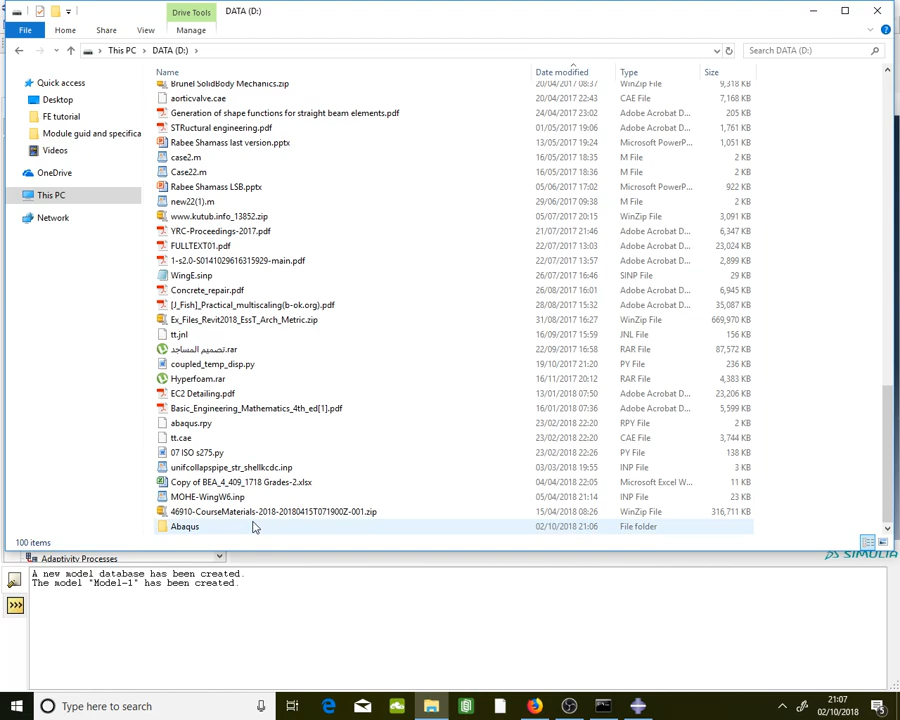 Drive Tools DATA (D:)
File Home Share View Manage
This PC DATA (D:) Search DATA (D:)
Name Date modified Type Size
Quick access
Desktop
FE tutorial
Module guid and specifica
Videos
OneDrive
This PC
Network
Brunel SolidBody Mechanics.zip 20/04/2017 08:37 WinZip File 9,318 KB
aorticvalve.cae 20/04/2017 22:43 CAE File 7,168 KB
Generation of shape functions for straight beam elements.pdf 24/04/2017 23:02 Adobe Acrobat D... 205 KB
STRuctural engineering.pdf 01/05/2017 19:06 Adobe Acrobat D... 1,761 KB
Rabee Shamass last version.pptx 13/05/2017 19:24 Microsoft PowerP... 1,051 KB
case2.m 16/05/2017 18:35 M File 2 KB
Case22.m 16/05/2017 18:36 M File 2 KB
Rabee Shamass LSB.pptx 05/06/2017 17:02 Microsoft PowerP... 922 KB
new22(1).m 29/06/2017 09:38 M File 2 KB
www.kutub.info_13852.zip 05/07/2017 20:15 WinZip File 3,091 KB
YRC-Proceedings-2017.pdf 21/07/2017 21:46 Adobe Acrobat D... 6,347 KB
FULLTEXT01.pdf 22/07/2017 13:03 Adobe Acrobat D... 23,024 KB
1-s2.0-S0141029616315929-main.pdf 22/07/2017 13:57 Adobe Acrobat D... 2,899 KB
WingE.sinp 26/07/2017 16:46 SINP File 29 KB
Concrete_repair.pdf 26/08/2017 16:01 Adobe Acrobat D... 6,945 KB
[J_Fish]_Practical_multiscaling(b-ok.org).pdf 28/08/2017 15:32 Adobe Acrobat D... 35,087 KB
Ex_Files_Revit2018_EssT_Arch_Metric.zip 31/08/2017 16:27 WinZip File 669,970 KB
tt.jnl 16/09/2017 15:59 JNL File 156 KB
تصميم المساجد.rar 22/09/2017 16:58 RAR File 87,572 KB
coupled_temp_disp.py 19/10/2017 21:20 PY File 236 KB
Hyperfoam.rar 16/11/2017 20:12 RAR File 4,383 KB
EC2 Detailing.pdf 13/01/2018 07:50 Adobe Acrobat D... 23,206 KB
Basic_Engineering_Mathematics_4th_ed[1].pdf 16/01/2018 07:36 Adobe Acrobat D... 5,599 KB
abaqus.rpy 23/02/2018 22:20 RPY File 2 KB
tt.cae 23/02/2018 22:20 CAE File 3,744 KB
07 ISO s275.py 23/02/2018 22:26 PY File 138 KB
unifcollapspipe_str_shellkcdc.inp 03/03/2018 19:55 INP File 3 KB
Copy of BEA_4_409_1718 Grades-2.xlsx 04/04/2018 22:05 Microsoft Excel W... 11 KB
MOHE-WingW6.inp 05/04/2018 21:14 INP File 23 KB
46910-CourseMaterials-2018-20180415T071900Z-001.zip 15/04/2018 08:26 WinZip File 316,711 KB
Abaqus 02/10/2018 21:06 File folder
100 items
Adaptivity Processes
SIMULIA
A new model database has been created.
The model "Model-1" has been created.
Type here to search
21:07
02/10/2018